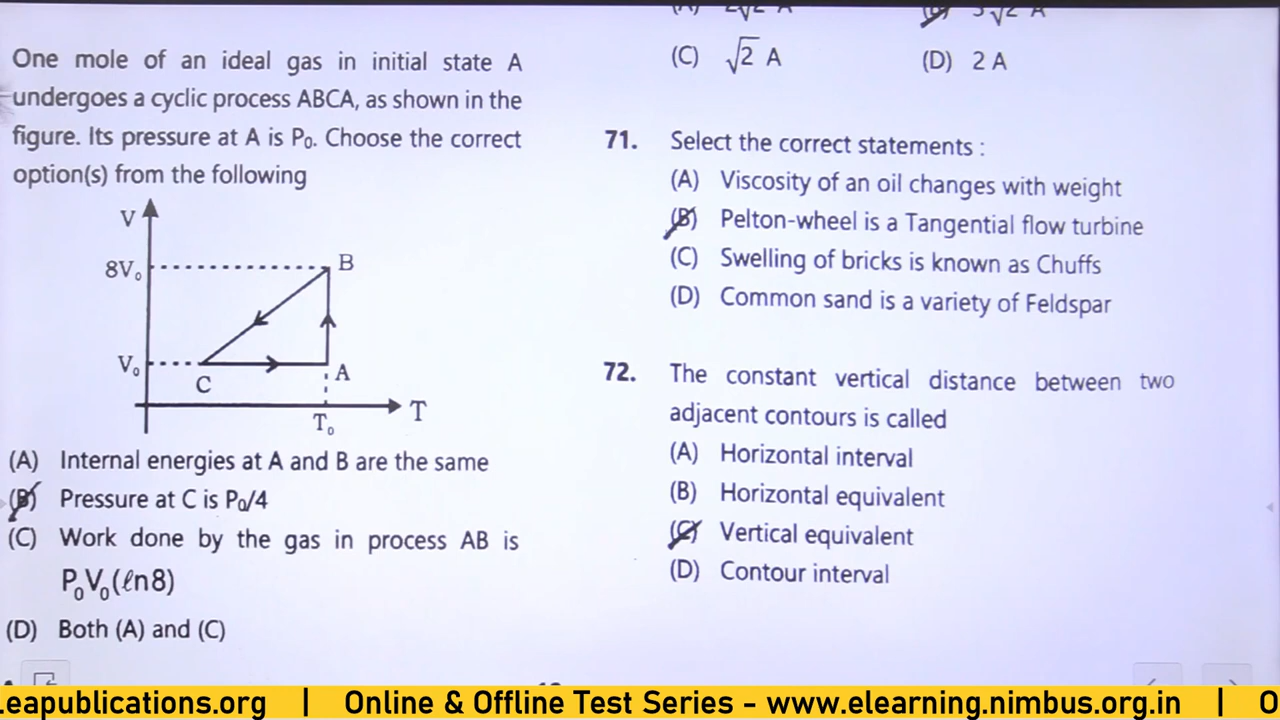 One mole of an ideal gas in initial state A
undergoes a cyclic process ABCA, as shown in the
figure. Its pressure at A is P₀. Choose the correct
option(s) from the following
V
8V₀
B
V₀
C
A
T₀
T
(A) Internal energies at A and B are the same
(B) Pressure at C is P₀/4
(C) Work done by the gas in process AB is
P₀V₀(ℓn8)
(D) Both (A) and (C)
(C) √2 A
(D) 2 A
71. Select the correct statements :
(A) Viscosity of an oil changes with weight
(B) Pelton-wheel is a Tangential flow turbine
(C) Swelling of bricks is known as Chuffs
(D) Common sand is a variety of Feldspar
72. The constant vertical distance between two
adjacent contours is called
(A) Horizontal interval
(B) Horizontal equivalent
(C) Vertical equivalent
(D) Contour interval
eapublications.org | Online & Offline Test Series - www.elearning.nimbus.org.in | O